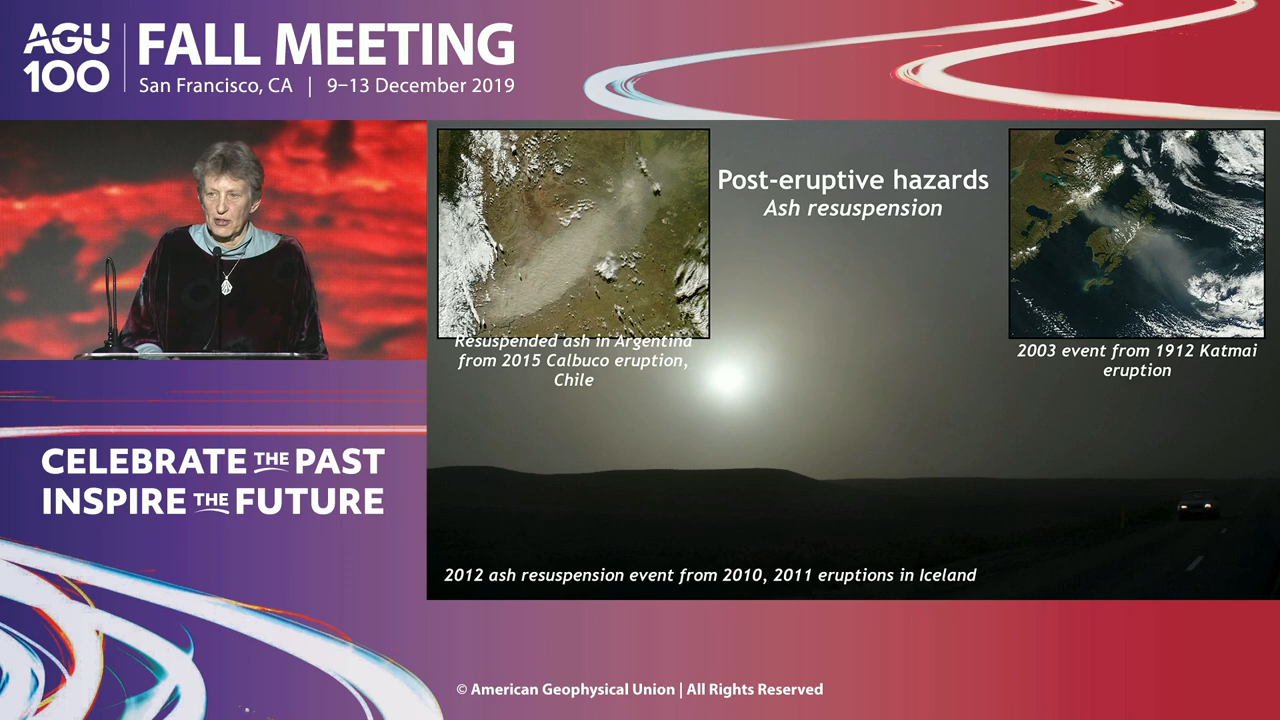 AGU
100
FALL MEETING
San Francisco, CA | 9–13 December 2019
Post-eruptive hazards
Ash resuspension
Resuspended ash in Argentina
from 2015 Calbuco eruption,
Chile
2003 event from 1912 Katmai
eruption
2012 ash resuspension event from 2010, 2011 eruptions in Iceland
CELEBRATE THE PAST
INSPIRE THE FUTURE
© American Geophysical Union | All Rights Reserved